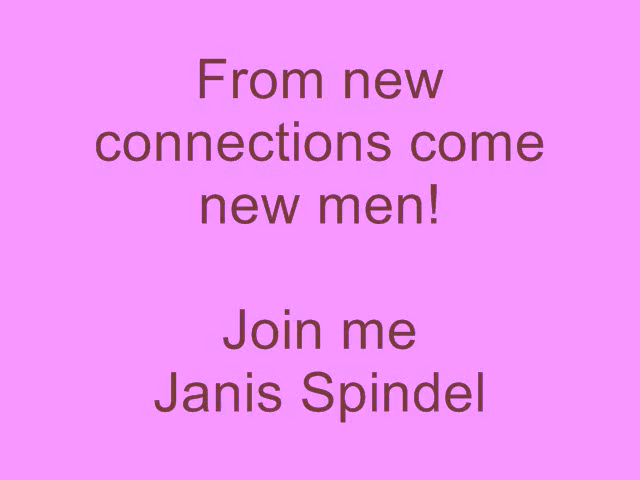 From new
connections come
new men!
Join me
Janis Spindel